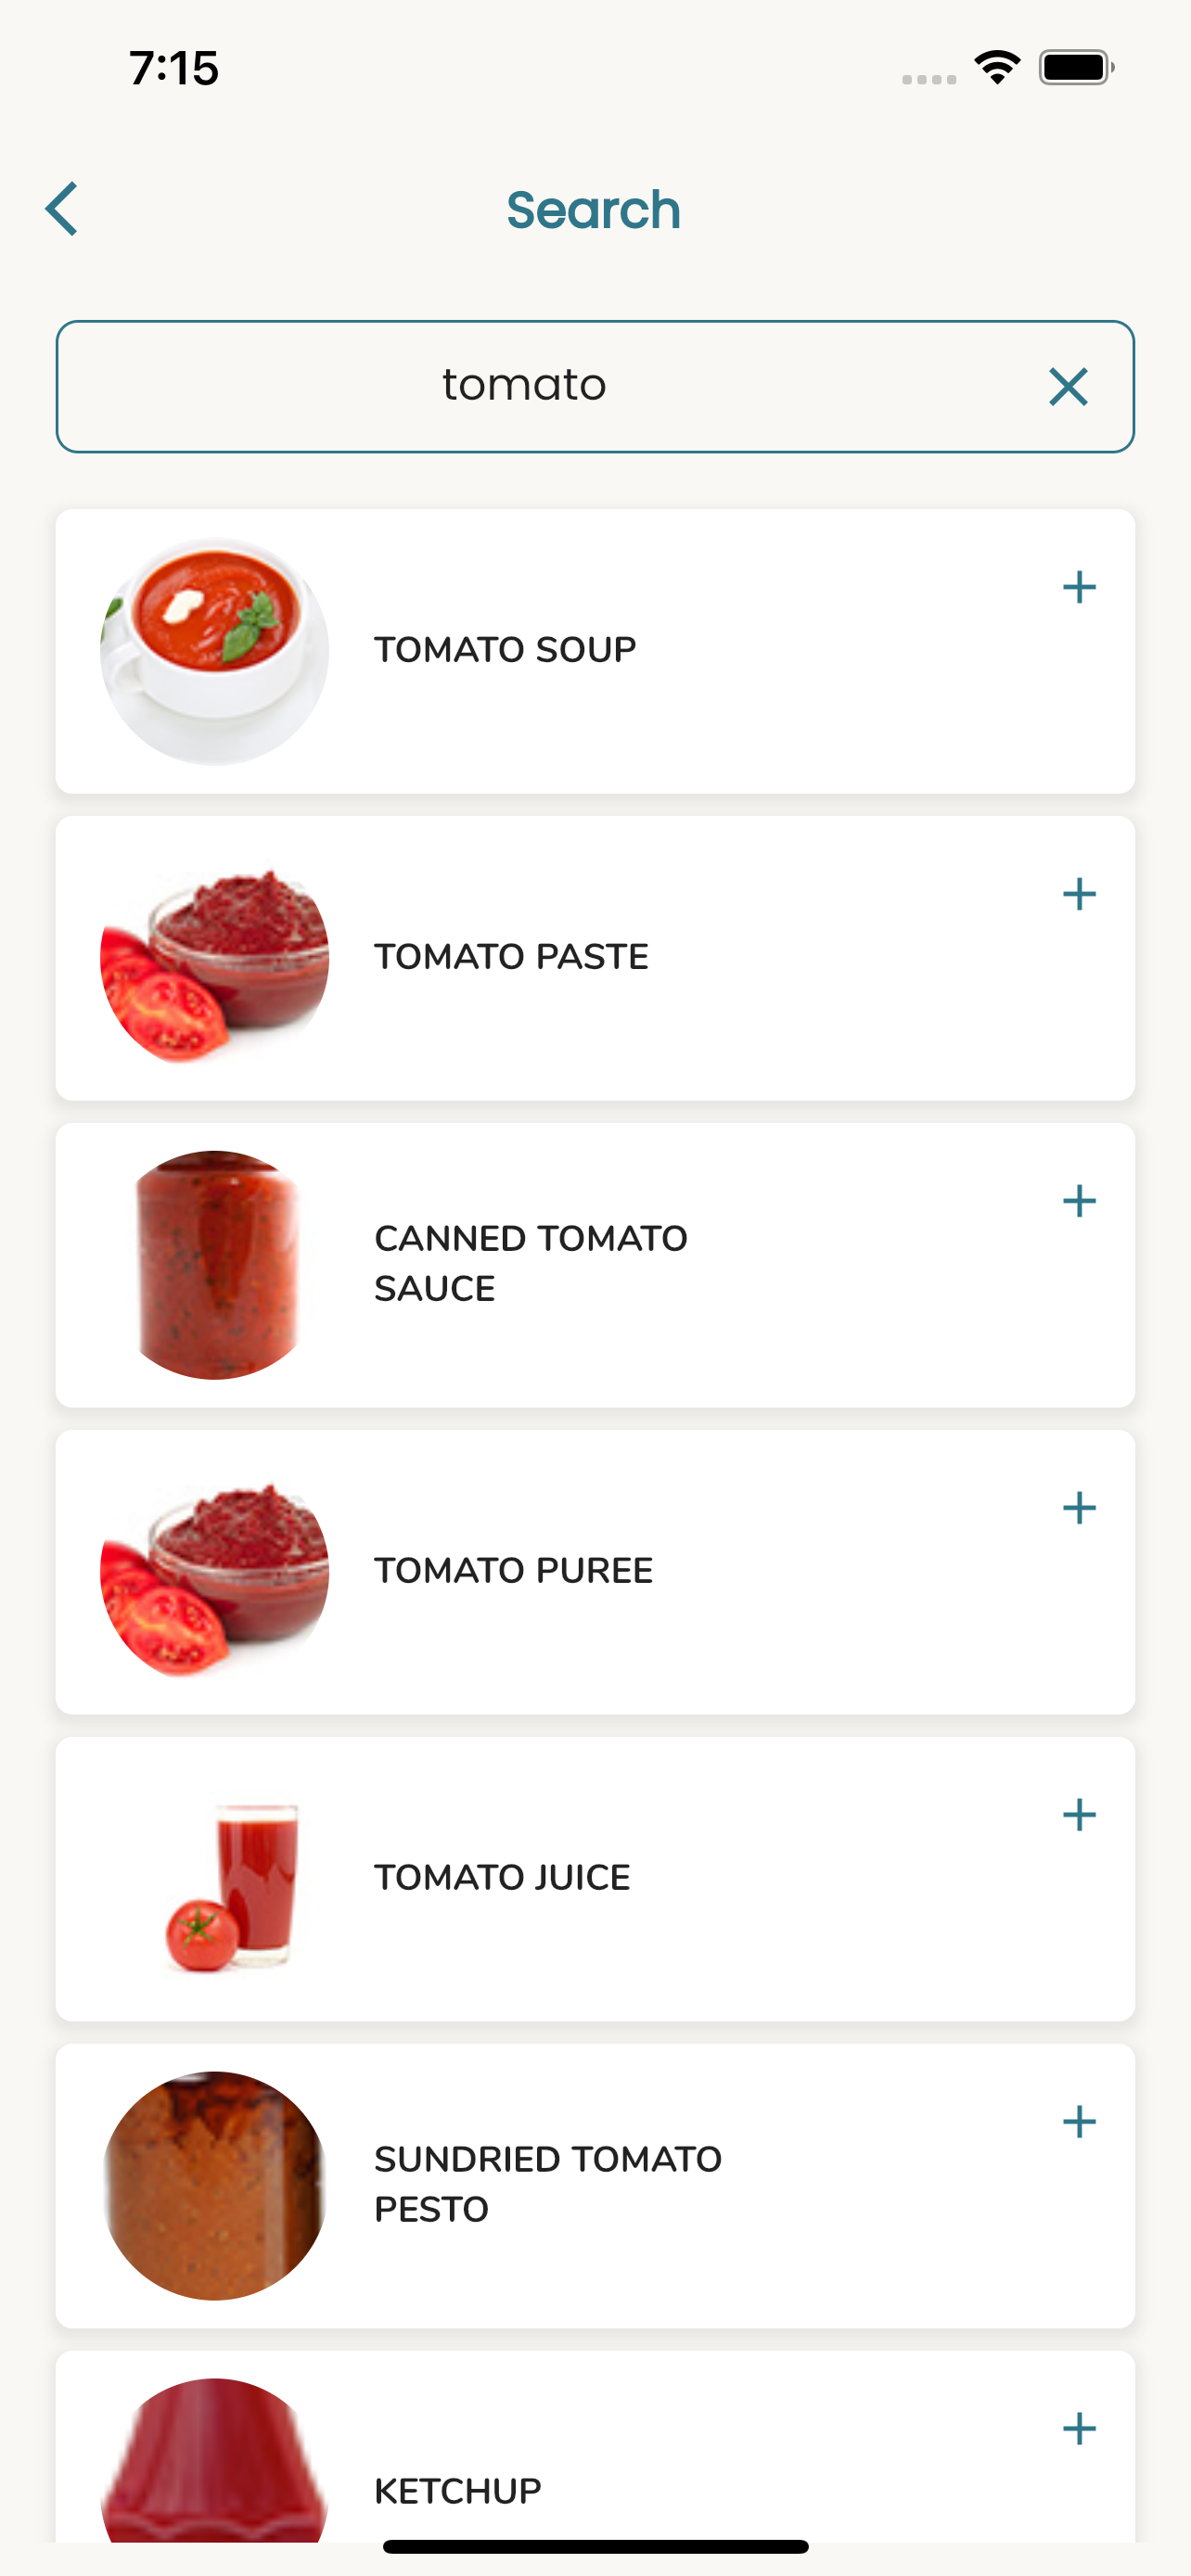 7:15
Search
tomato
TOMATO SOUP
TOMATO PASTE
CANNED TOMATO
SAUCE
TOMATO PUREE
TOMATO JUICE
SUNDRIED TOMATO
PESTO
KETCHUP